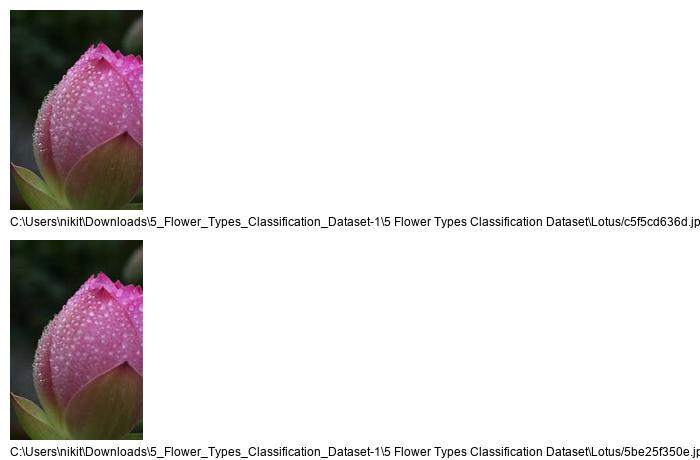 C:\Users\nikit\Downloads\5_Flower_Types_Classification_Dataset-1\5 Flower Types Classification Dataset\Lotus/c5f5cd636d.jp
C:\Users\nikit\Downloads\5_Flower_Types_Classification_Dataset-1\5 Flower Types Classification Dataset\Lotus/5be25f350e.jp